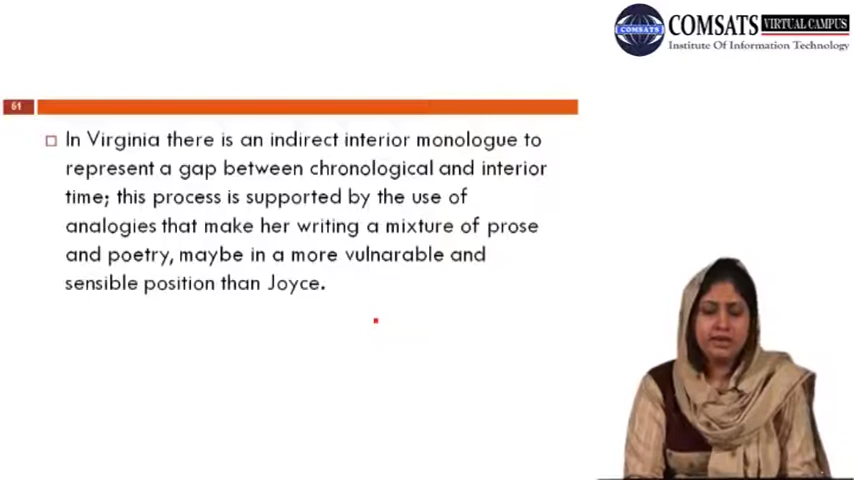 COMSATS
COMSATS VIRTUAL CAMPUS
Institute Of Information Technology
61
In Virginia there is an indirect interior monologue to
represent a gap between chronological and interior
time; this process is supported by the use of
analogies that make her writing a mixture of prose
and poetry, maybe in a more vulnarable and
sensible position than Joyce.